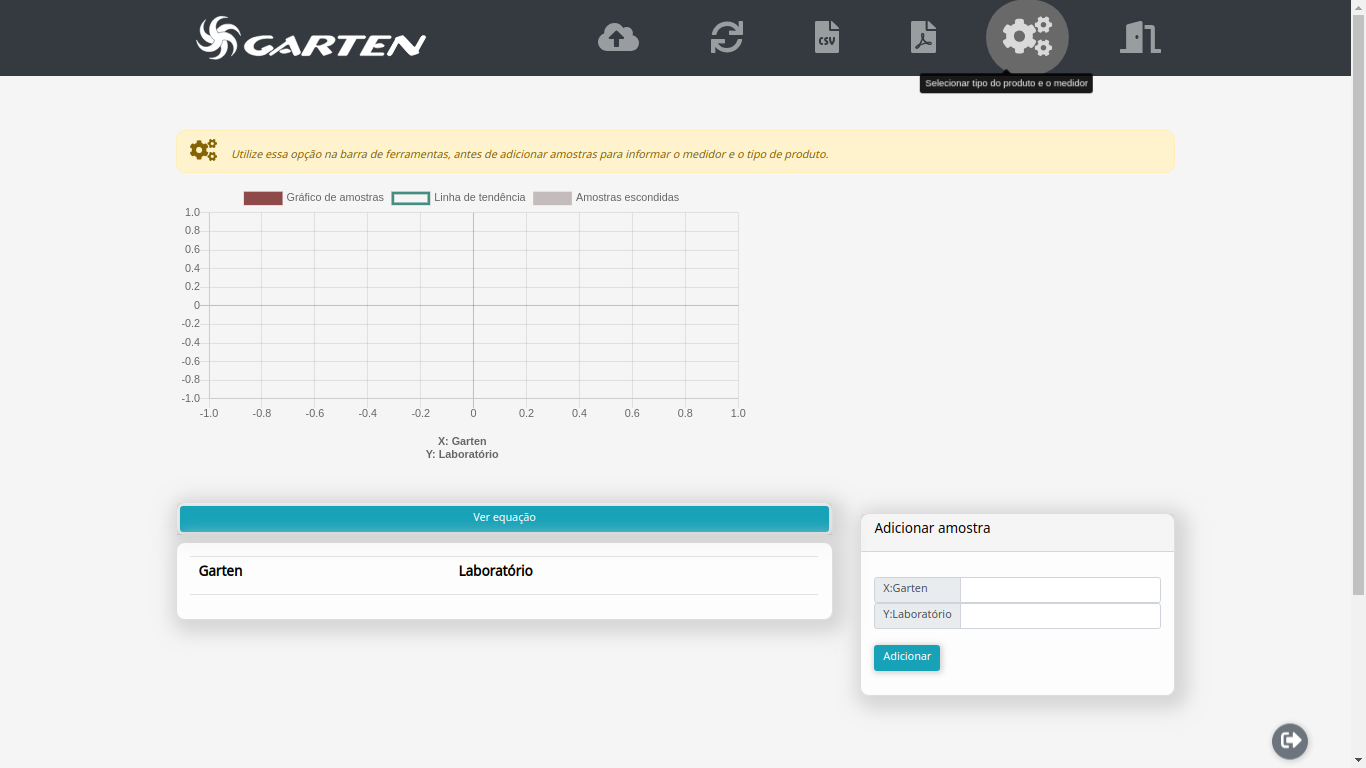 GARTEN
CSV
Selecionar tipo do produto e o medidor
Utilize essa opção na barra de ferramentas, antes de adicionar amostras para informar o medidor e o tipo de produto.
Gráfico de amostras Linha de tendência Amostras escondidas
1.0
0.8
0.6
0.4
0.2
0
-0.2
-0.4
-0.6
-0.8
-1.0
-1.0 -0.8 -0.6 -0.4 -0.2 0 0.2 0.4 0.6 0.8 1.0
X: Garten
Y: Laboratório
Ver equação
Garten Laboratório
Adicionar amostra
X:Garten
Y:Laboratório
Adicionar